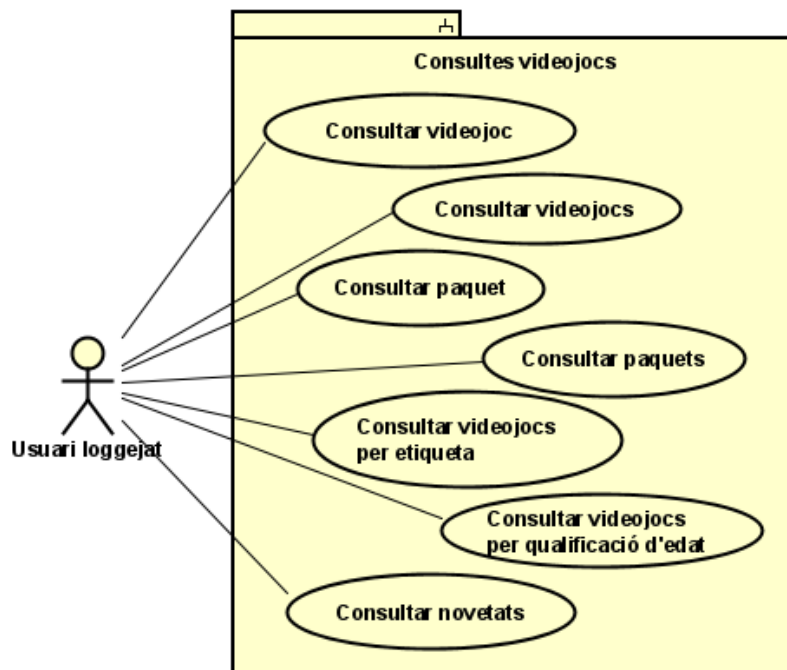 Consultes videojocs
Consultar videojoc
Consultar videojocs
Consultar paquet
Consultar paquets
Consultar videojocs
per etiqueta
Usuari loggejat
Consultar videojocs
per qualificació d'edat
Consultar novetats